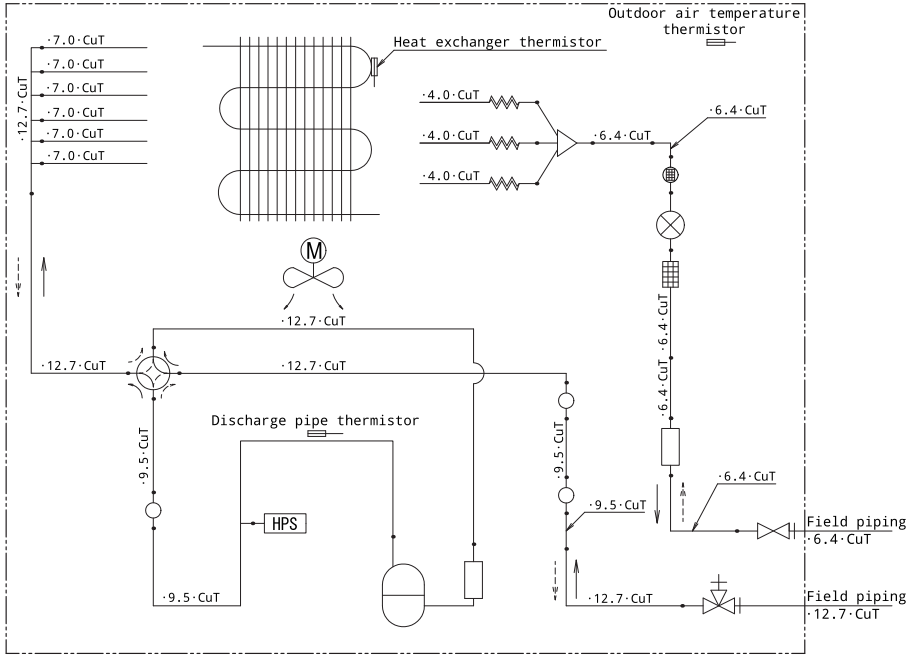 Outdoor air temperature
thermistor
Heat exchanger thermistor
·7.0·CuT
·7.0·CuT
·7.0·CuT
·7.0·CuT
·7.0·CuT
·7.0·CuT
·12.7·CuT
·4.0·CuT
·4.0·CuT
·4.0·CuT
·6.4·CuT
·6.4·CuT
M
·6.4·CuT
·6.4·CuT
·12.7·CuT
·12.7·CuT
·12.7·CuT
Discharge pipe thermistor
·9.5·CuT
·9.5·CuT
·6.4·CuT
·9.5·CuT
HPS
Field piping
·6.4·CuT
·9.5·CuT
·12.7·CuT
Field piping
·12.7·CuT